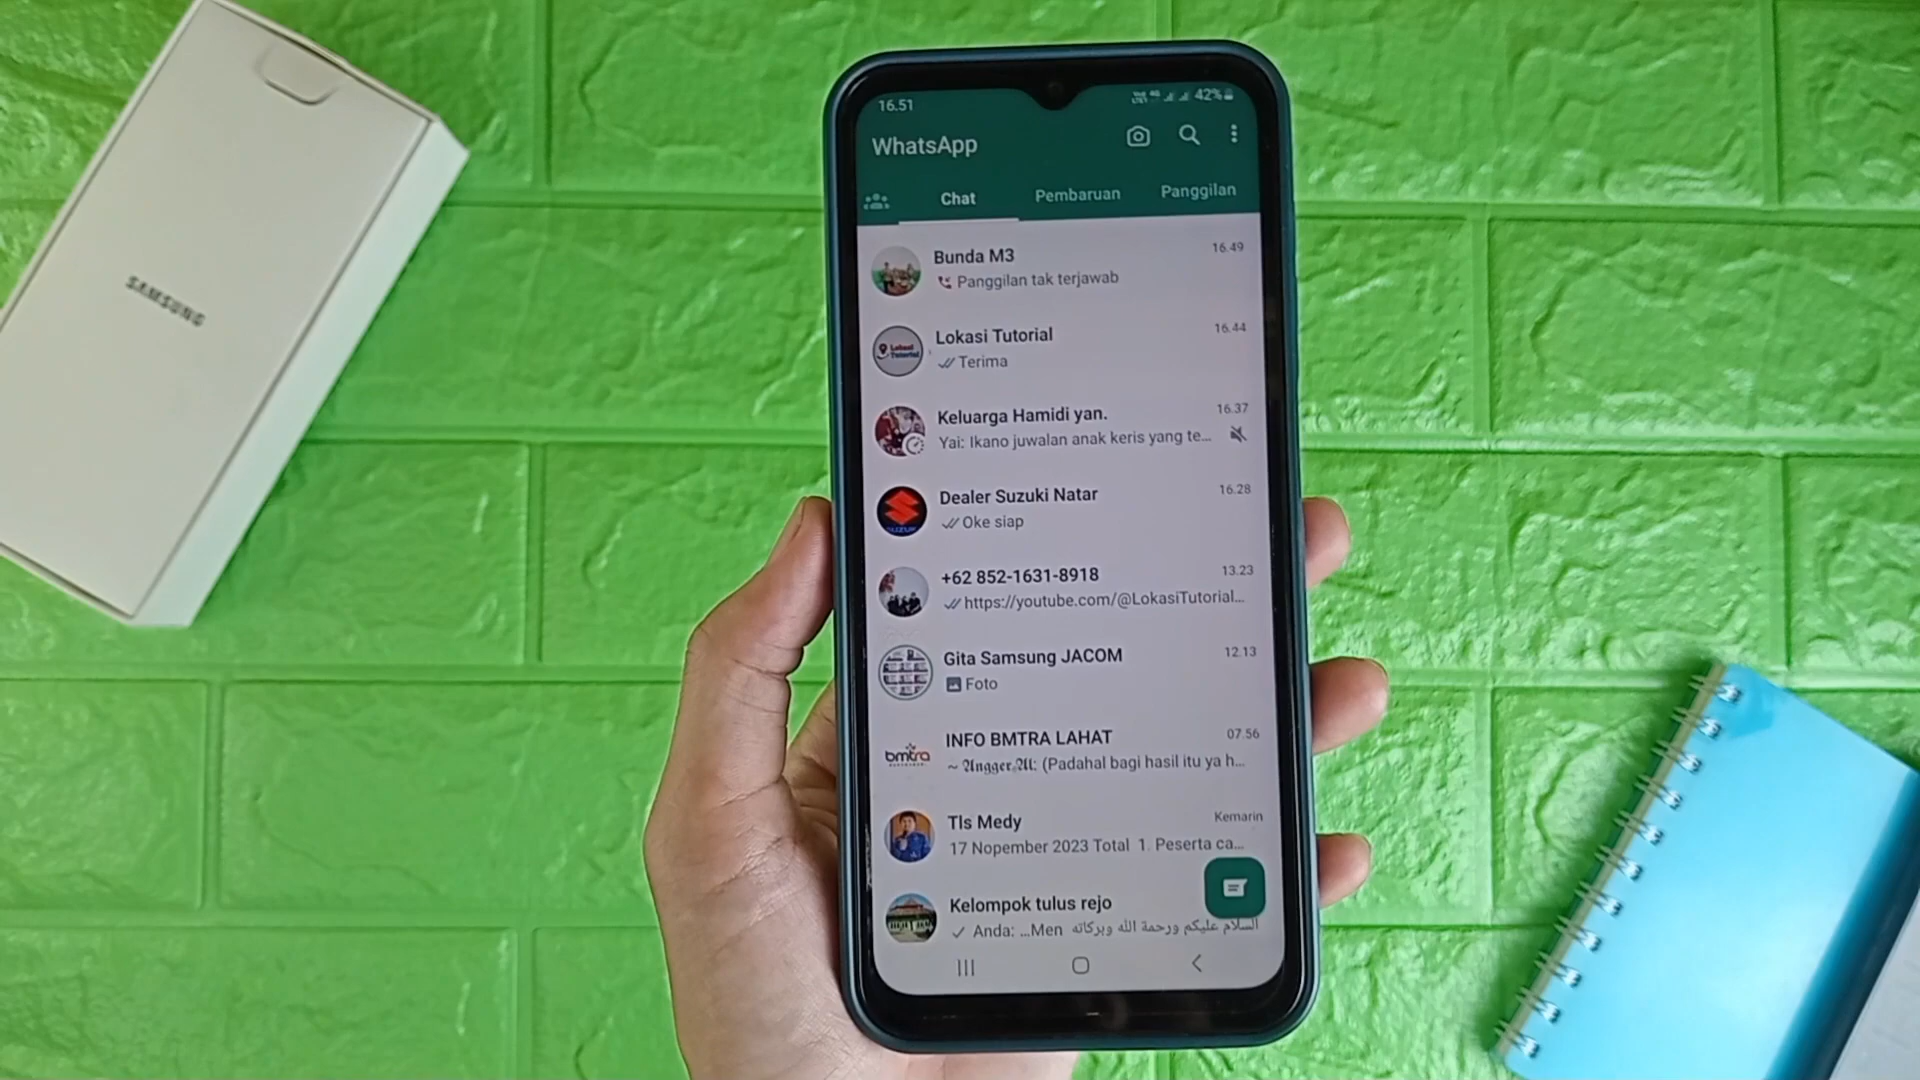 SAMSUNG
16.51
42%
WhatsApp
Chat Pembaruan Panggilan
Bunda M3 16.49
Panggilan tak terjawab
Lokasi Tutorial 16.44
Lokasi Tutorial
Terima
Keluarga Hamidi yan. 16.37
Yai: Ikano juwalan anak keris yang te...
Dealer Suzuki Natar 16.28
SUZUKI
Oke siap
+62 852-1631-8918 13.23
https://youtube.com/@LokasiTutorial...
Gita Samsung JACOM 12.13
Foto
INFO BMTRA LAHAT 07.56
bmtra
~ 𝕬𝖓𝖌𝖌𝖊𝖗.𝕬𝖀: (Padahal bagi hasil itu ya h...
Tls Medy Kemarin
17 Nopember 2023 Total 1. Peserta ca...
Kelompok tulus rejo
Anda: ...Men السلام عليكم ورحمة الله وبركاته